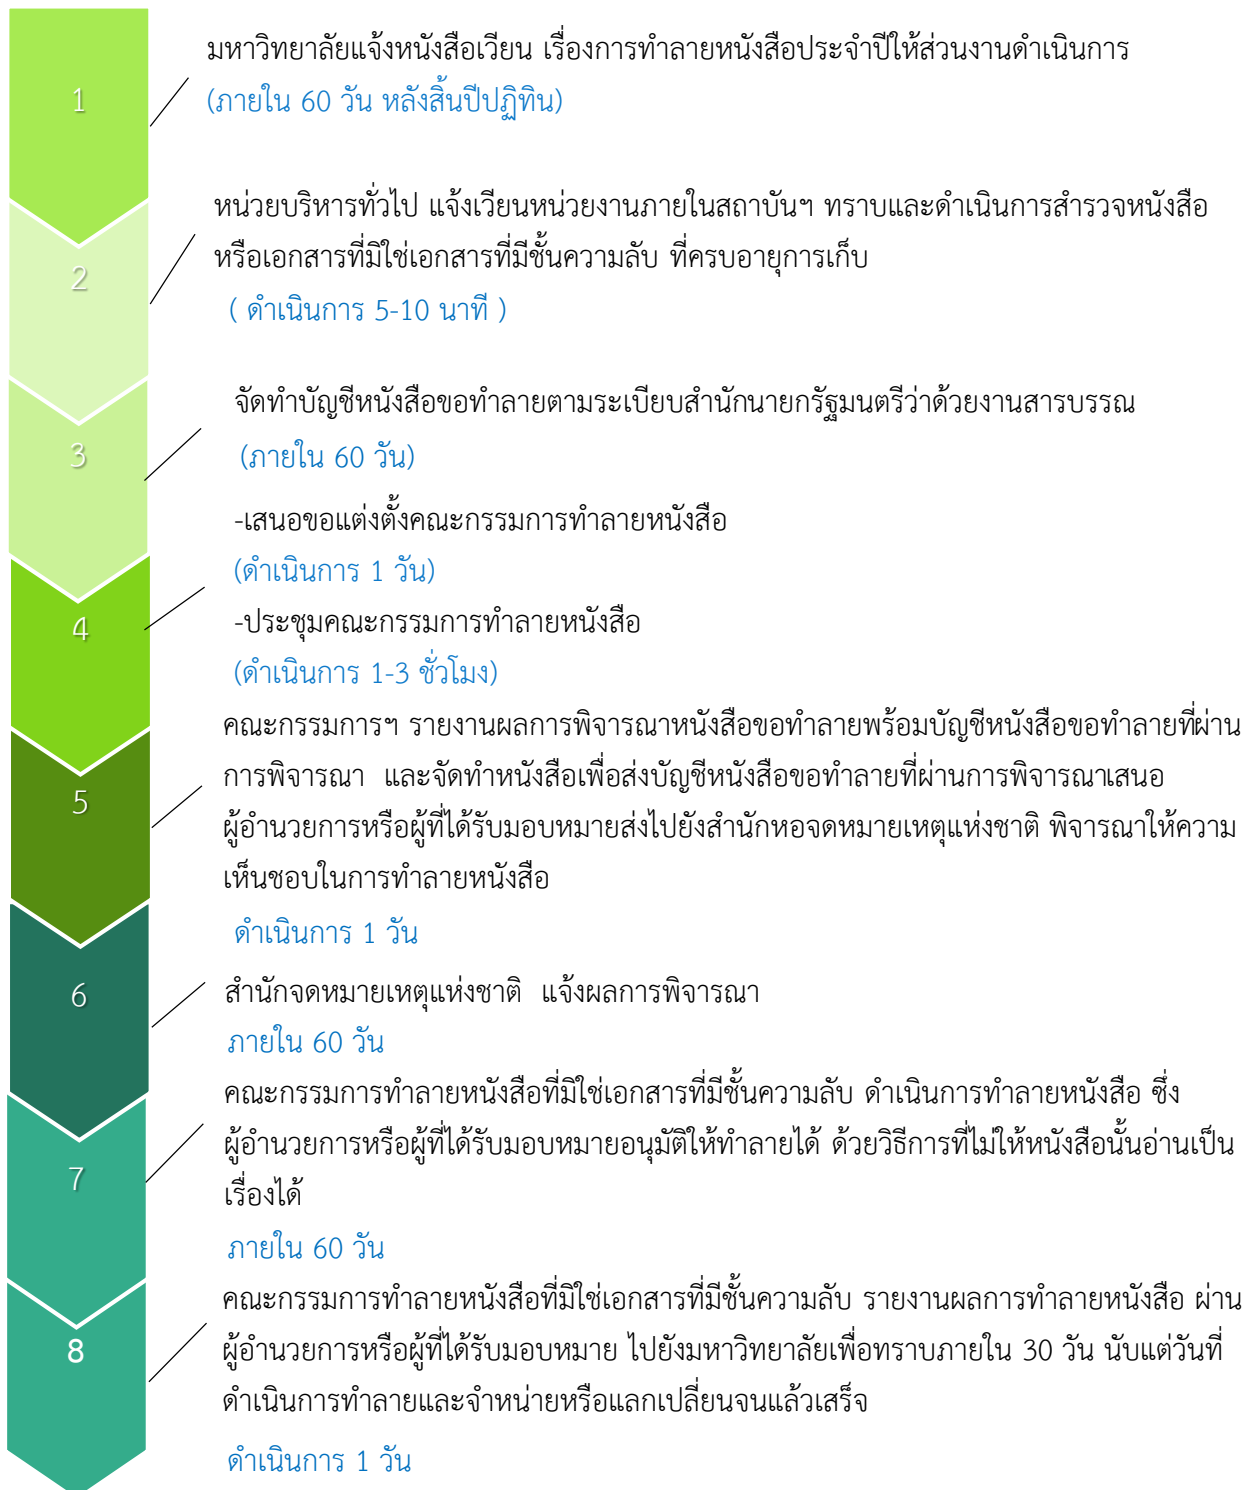 1
มหาวิทยาลัยแจ้งหนังสือเวียน เรื่องการทำลายหนังสือประจำปีให้ส่วนงานดำเนินการ
(ภายใน 60 วัน หลังสิ้นปีปฏิทิน)
2
หน่วยบริหารทั่วไป แจ้งเวียนหน่วยงานภายในสถาบันฯ ทราบและดำเนินการสำรวจหนังสือ
หรือเอกสารที่มิใช่เอกสารที่มีชั้นความลับ ที่ครบอายุการเก็บ
( ดำเนินการ 5-10 นาที )
3
จัดทำบัญชีหนังสือขอทำลายตามระเบียบสำนักนายกรัฐมนตรีว่าด้วยงานสารบรรณ
(ภายใน 60 วัน)
4
-เสนอขอแต่งตั้งคณะกรรมการทำลายหนังสือ
(ดำเนินการ 1 วัน)
-ประชุมคณะกรรมการทำลายหนังสือ
(ดำเนินการ 1-3 ชั่วโมง)
5
คณะกรรมการฯ รายงานผลการพิจารณาหนังสือขอทำลายพร้อมบัญชีหนังสือขอทำลายที่ผ่าน
การพิจารณา และจัดทำหนังสือเพื่อส่งบัญชีหนังสือขอทำลายที่ผ่านการพิจารณาเสนอ
ผู้อำนวยการหรือผู้ที่ได้รับมอบหมายส่งไปยังสำนักหอจดหมายเหตุแห่งชาติ พิจารณาให้ความ
เห็นชอบในการทำลายหนังสือ
ดำเนินการ 1 วัน
6
สำนักจดหมายเหตุแห่งชาติ แจ้งผลการพิจารณา
ภายใน 60 วัน
7
คณะกรรมการทำลายหนังสือที่มิใช่เอกสารที่มีชั้นความลับ ดำเนินการทำลายหนังสือ ซึ่ง
ผู้อำนวยการหรือผู้ที่ได้รับมอบหมายอนุมัติให้ทำลายได้ ด้วยวิธีการที่ไม่ให้หนังสือนั้นอ่านเป็น
เรื่องได้
ภายใน 60 วัน
8
คณะกรรมการทำลายหนังสือที่มิใช่เอกสารที่มีชั้นความลับ รายงานผลการทำลายหนังสือ ผ่าน
ผู้อำนวยการหรือผู้ที่ได้รับมอบหมาย ไปยังมหาวิทยาลัยเพื่อทราบภายใน 30 วัน นับแต่วันที่
ดำเนินการทำลายและจำหน่ายหรือแลกเปลี่ยนจนแล้วเสร็จ
ดำเนินการ 1 วัน